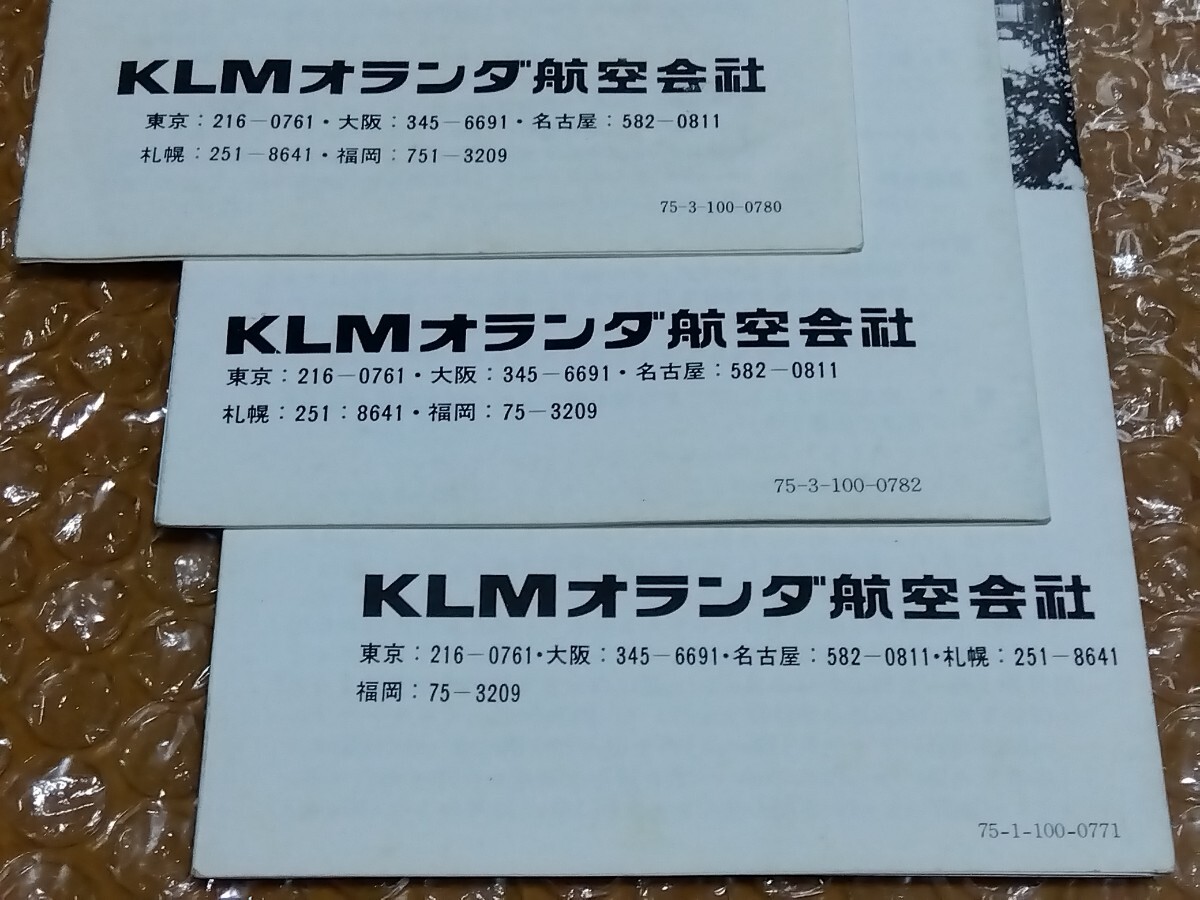 KLMオランダ航空会社
東京：216－0761・大阪：345－6691・名古屋：582－0811
札幌：251－8641・福岡：751－3209
75-3-100-0780
KLMオランダ航空会社
東京：216－0761・大阪：345－6691・名古屋：582－0811
札幌：251：8641・福岡：75－3209
75-3-100-0782
KLMオランダ航空会社
東京：216－0761・大阪：345－6691・名古屋：582－0811・札幌：251－8641
福岡：75－3209
75-1-100-0771